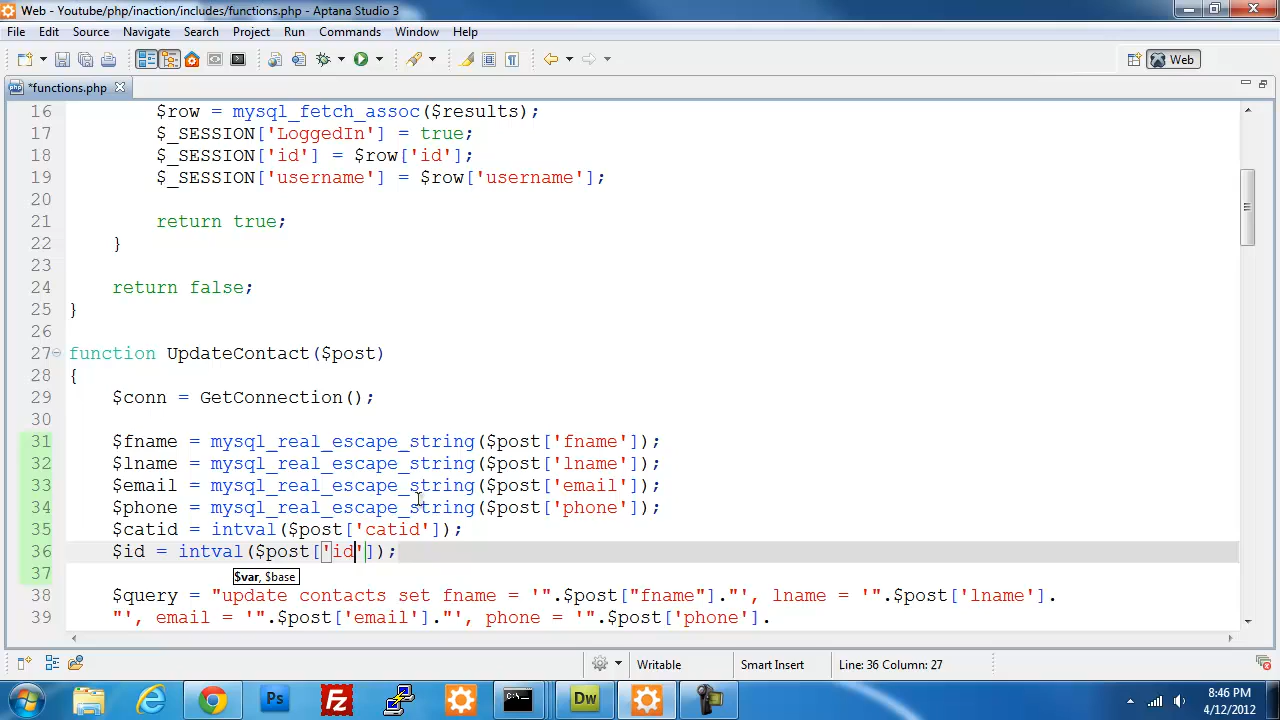 Web - Youtube/php/inaction/includes/functions.php - Aptana Studio 3
File Edit Source Navigate Search Project Run Commands Window Help
Web
*functions.php
16 $row = mysql_fetch_assoc($results);
17 $_SESSION['LoggedIn'] = true;
18 $_SESSION['id'] = $row['id'];
19 $_SESSION['username'] = $row['username'];
20
21 return true;
22 }
23
24 return false;
25 }
26
27 function UpdateContact($post)
28 {
29 $conn = GetConnection();
30
31 $fname = mysql_real_escape_string($post['fname']);
32 $lname = mysql_real_escape_string($post['lname']);
33 $email = mysql_real_escape_string($post['email']);
34 $phone = mysql_real_escape_string($post['phone']);
35 $catid = intval($post['catid']);
36 $id = intval($post['id']);
37
$var, $base
38 $query = "update contacts set fname = '".$post["fname"]."', lname = '".$post['lname'].
39 "', email = '".$post['email']."', phone = '".$post['phone'].
Writable Smart Insert Line: 36 Column: 27
Ps Fz Dw
8:46 PM
4/12/2012